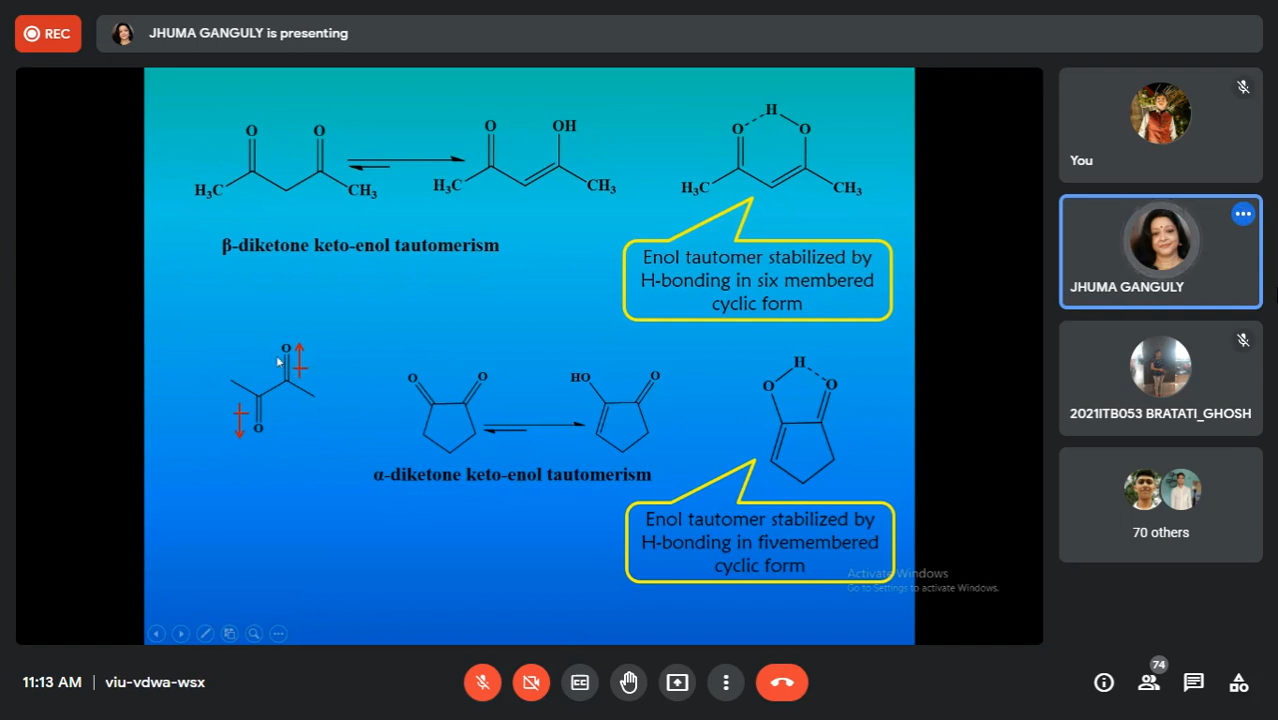 REC
JHUMA GANGULY is presenting
O O
O OH
H
O O
H₃C CH₃
H₃C CH₃
H₃C CH₃
β-diketone keto-enol tautomerism
Enol tautomer stabilized by
H-bonding in six membered
cyclic form
O
O
O O
HO O
H
O O
α-diketone keto-enol tautomerism
Enol tautomer stabilized by
H-bonding in fivemembered
cyclic form
Activate Windows
Go to Settings to activate Windows.
You
JHUMA GANGULY
2021ITB053 BRATATI_GHOSH
70 others
11:13 AM | viu-vdwa-wsx
CC
74